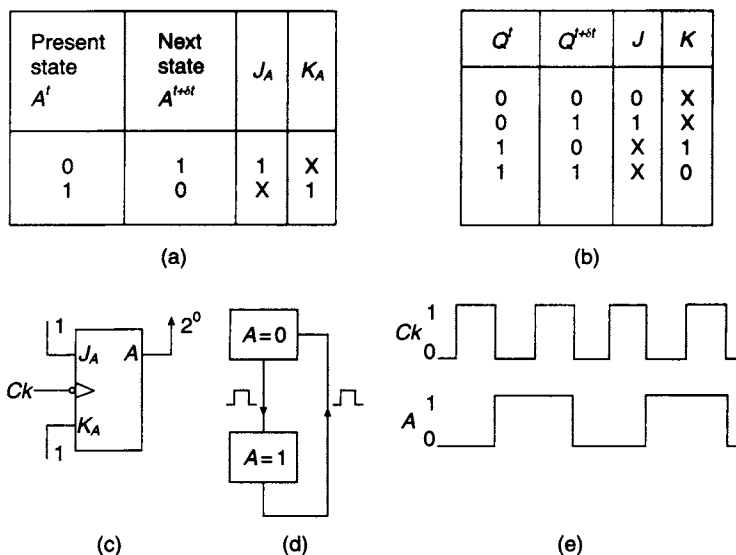 Present state A^t	Next state A^{t+δt}	J_A	K_A
0	1	1	X
1	0	X	1
(a)
Q^t	Q^{t+δt}	J	K
0	0	0	X
0	1	1	X
1	0	X	1
1	1	X	0
(b)
1
J_A	A	2^0
Ck
K_A
1
(c)
A = 0
A = 1
(d)
1
Ck
0
1
A
0
(e)